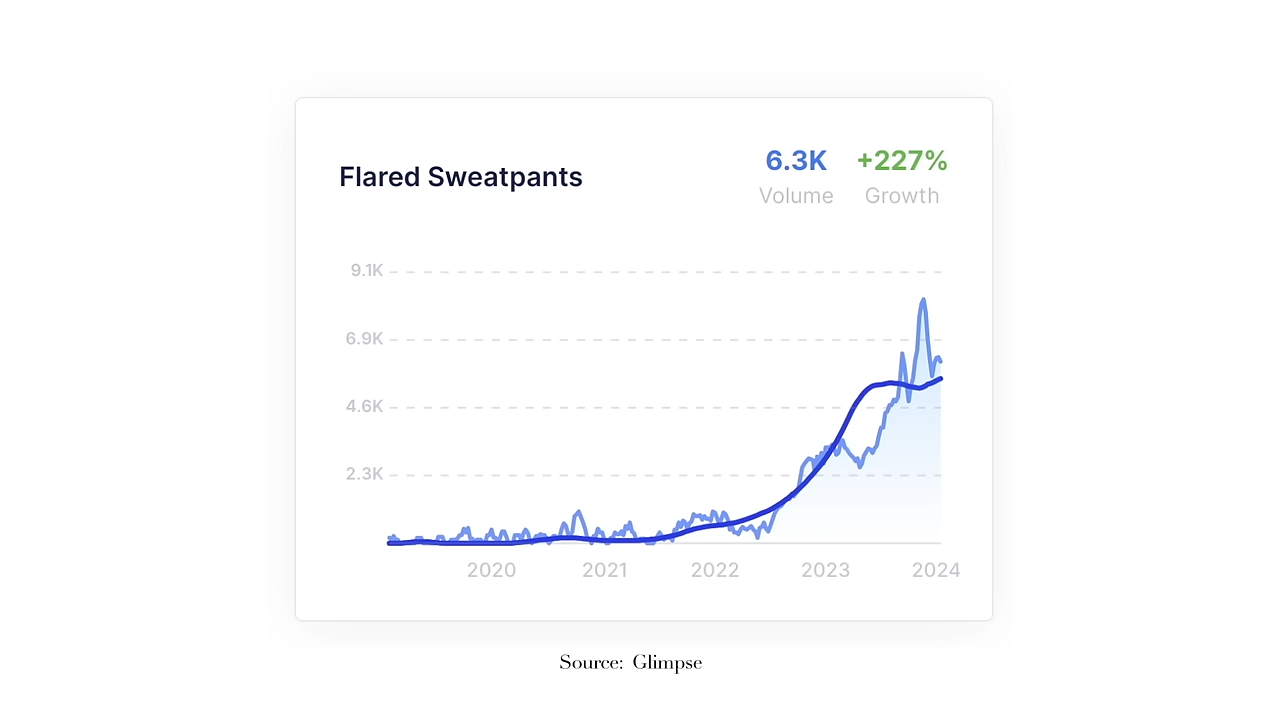 Flared Sweatpants
6.3K +227%
Volume Growth
9.1K
6.9K
4.6K
2.3K
2020 2021 2022 2023 2024
Source: Glimpse